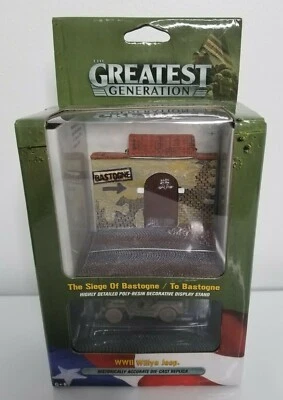 THE
GREATEST
GENERATION
BASTOGNE
The Siege Of Bastogne / To Bastogne
HIGHLY DETAILED POLY-RESIN DECORATIVE DISPLAY STAND
WWII Willys Jeep
HISTORICALLY ACCURATE DIE CAST REPLICA